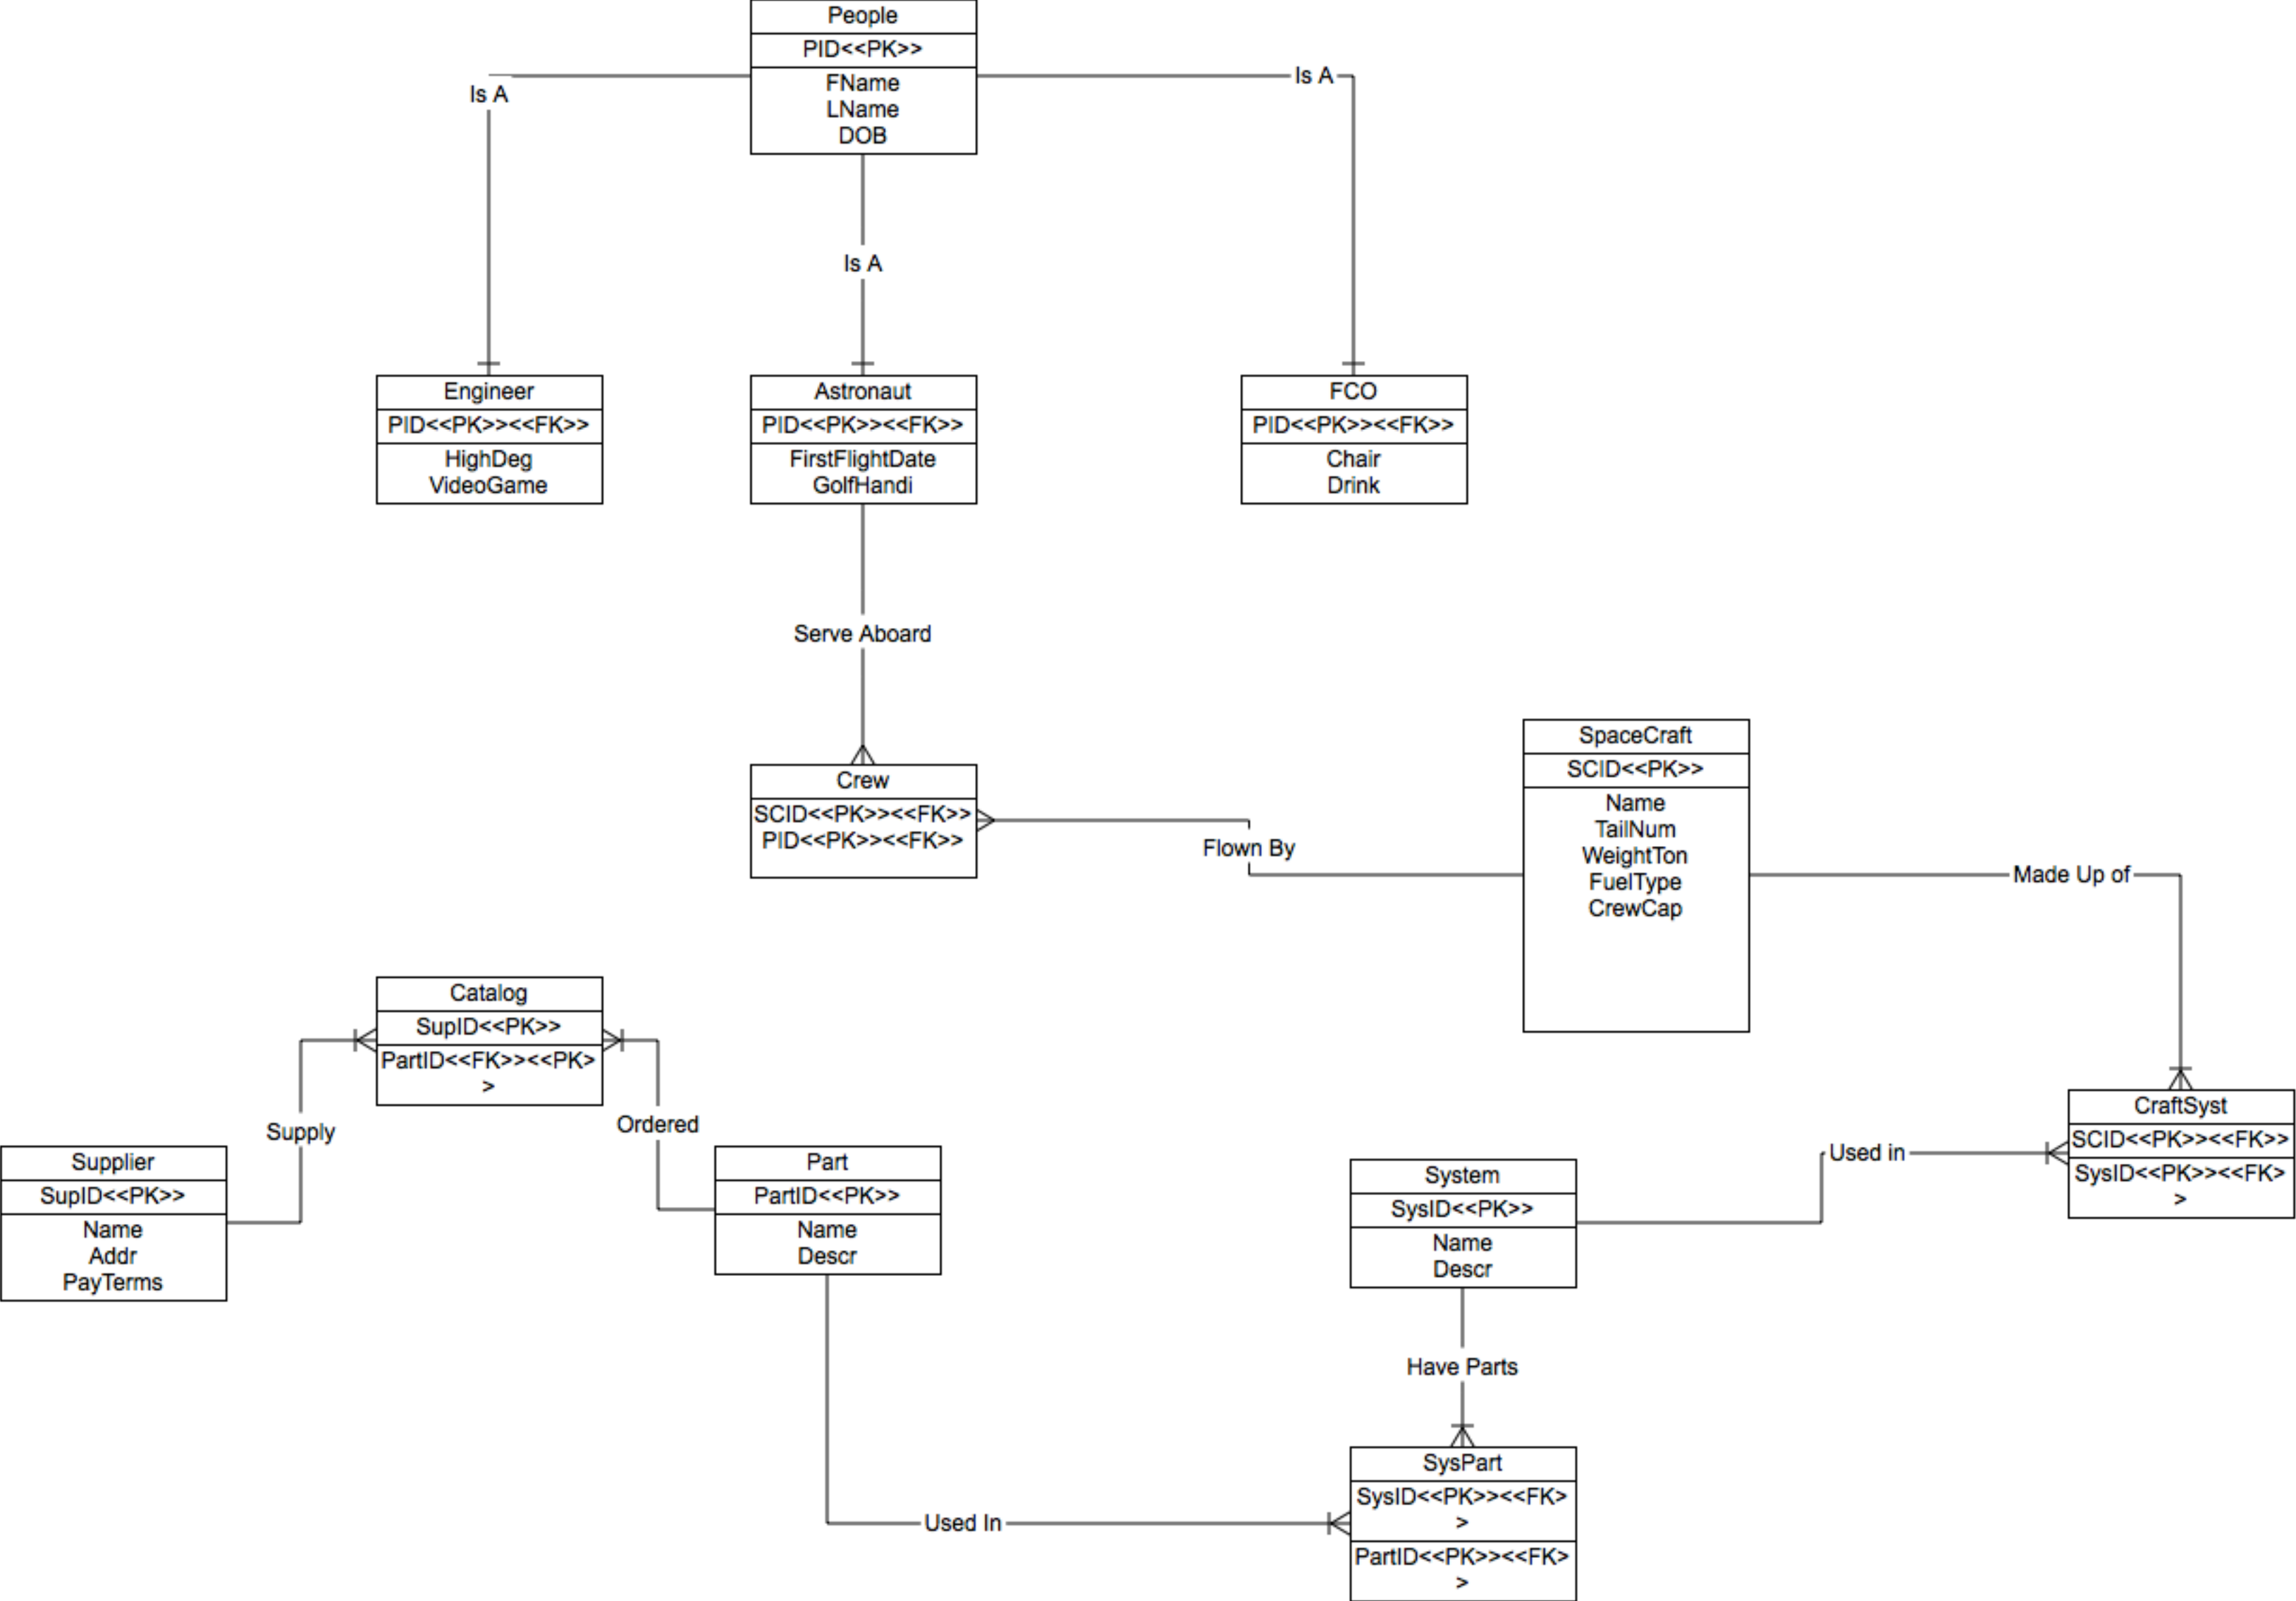 People
PID<<PK>>
FName
LName
DOB
Is A
Is A
Is A
Engineer
PID<<PK>><<FK>>
HighDeg
VideoGame
Astronaut
PID<<PK>><<FK>>
FirstFlightDate
GolfHandi
FCO
PID<<PK>><<FK>>
Chair
Drink
Serve Aboard
Crew
SCID<<PK>><<FK>>
PID<<PK>><<FK>>
Flown By
SpaceCraft
SCID<<PK>>
Name
TailNum
WeightTon
FuelType
CrewCap
Made Up of
Catalog
SupID<<PK>>
PartID<<FK>><<PK>
>
Supply
Ordered
Supplier
SupID<<PK>>
Name
Addr
PayTerms
Part
PartID<<PK>>
Name
Descr
System
SysID<<PK>>
Name
Descr
Used in
CraftSyst
SCID<<PK>><<FK>>
SysID<<PK>><<FK>
>
Have Parts
SysPart
SysID<<PK>><<FK>
>
PartID<<PK>><<FK>
>
Used In